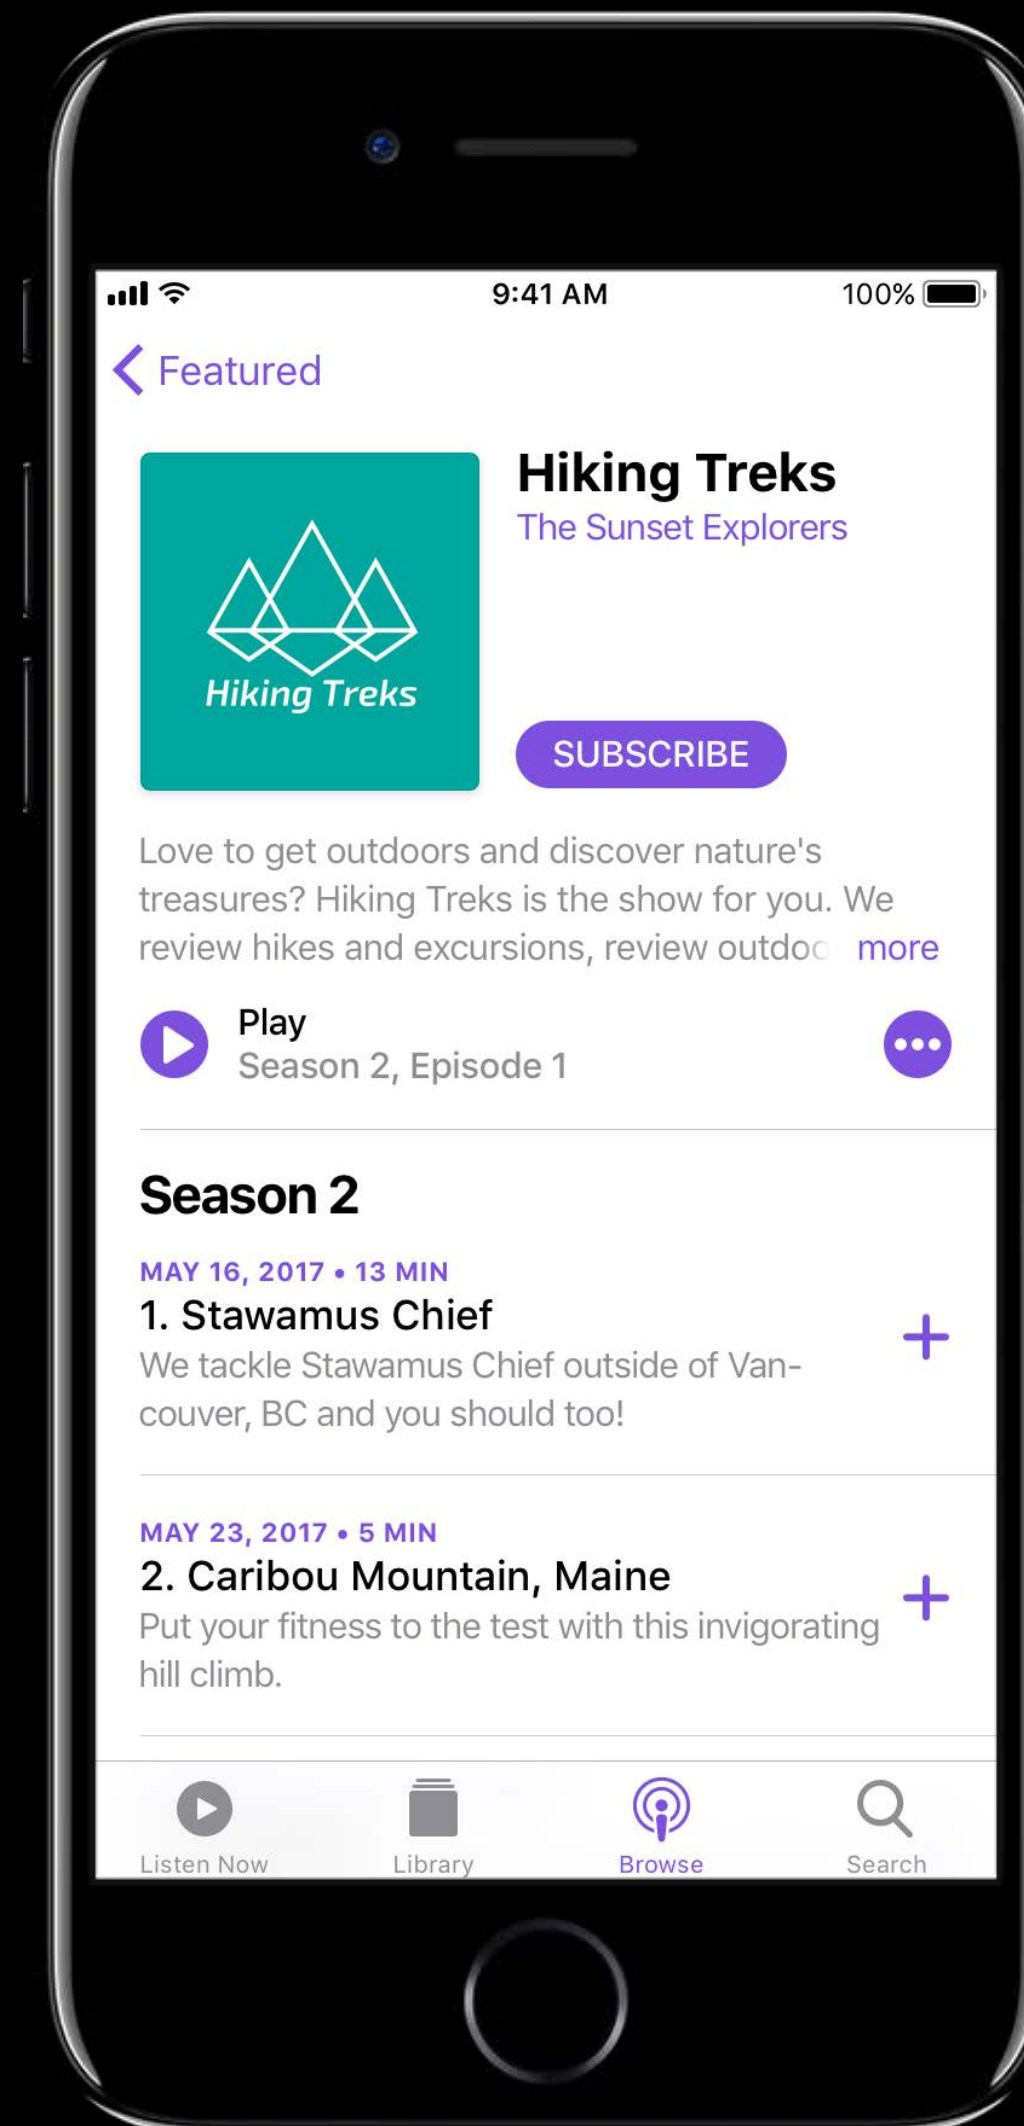 9:41 AM
100%
Featured
Hiking Treks
The Sunset Explorers
Hiking Treks
SUBSCRIBE
Love to get outdoors and discover nature's
treasures? Hiking Treks is the show for you. We
review hikes and excursions, review outdoo more
Play
Season 2, Episode 1
Season 2
MAY 16, 2017 • 13 MIN
1. Stawamus Chief
We tackle Stawamus Chief outside of Van-
couver, BC and you should too!
MAY 23, 2017 • 5 MIN
2. Caribou Mountain, Maine
Put your fitness to the test with this invigorating
hill climb.
Listen Now
Library
Browse
Search